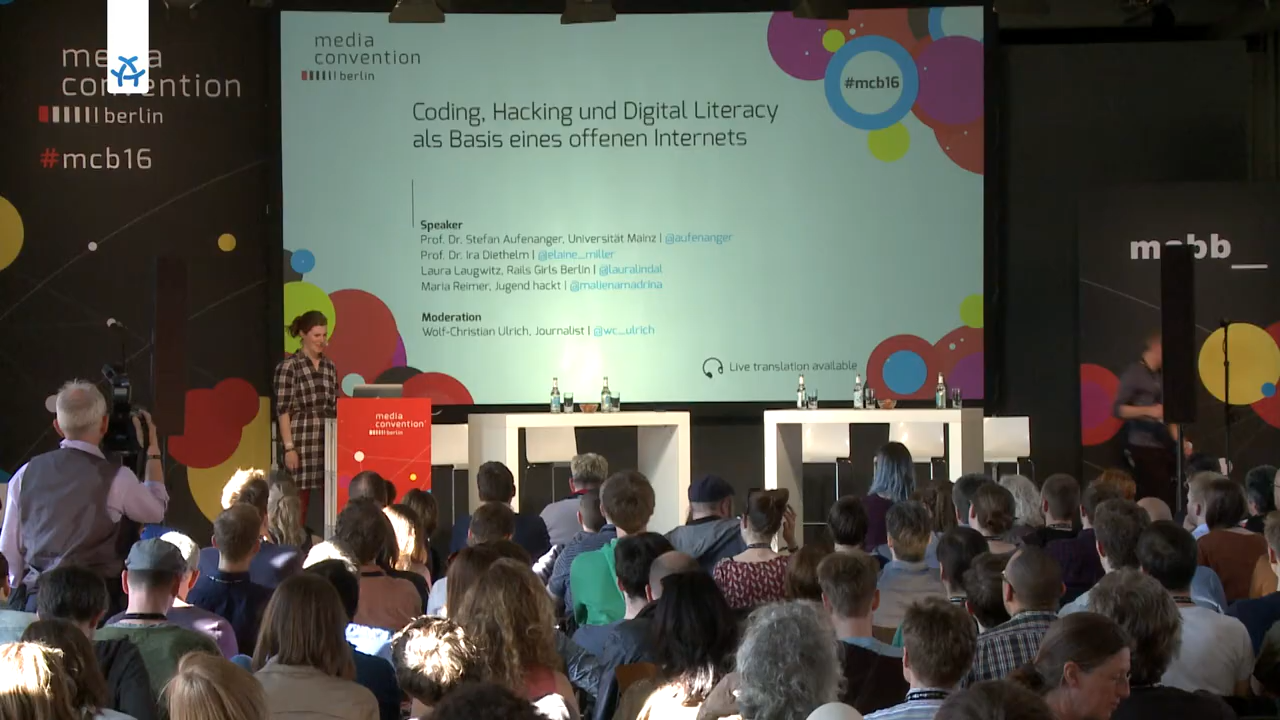 media
convention
berlin
#mcb16
media
convention
berlin
#mcb16
Coding, Hacking und Digital Literacy
als Basis eines offenen Internets
Speaker
Prof. Dr. Stefan Aufenanger, Universität Mainz | @aufenanger
Prof. Dr. Ira Diethelm | @elaine_miller
Laura Laugwitz, Rails Girls Berlin | @lauralindal
Maria Reimer, Jugend hackt | @malienamadrina
Moderation
Wolf-Christian Ulrich, Journalist | @wc_ulrich
Live translation available
media
convention
berlin
mabb_